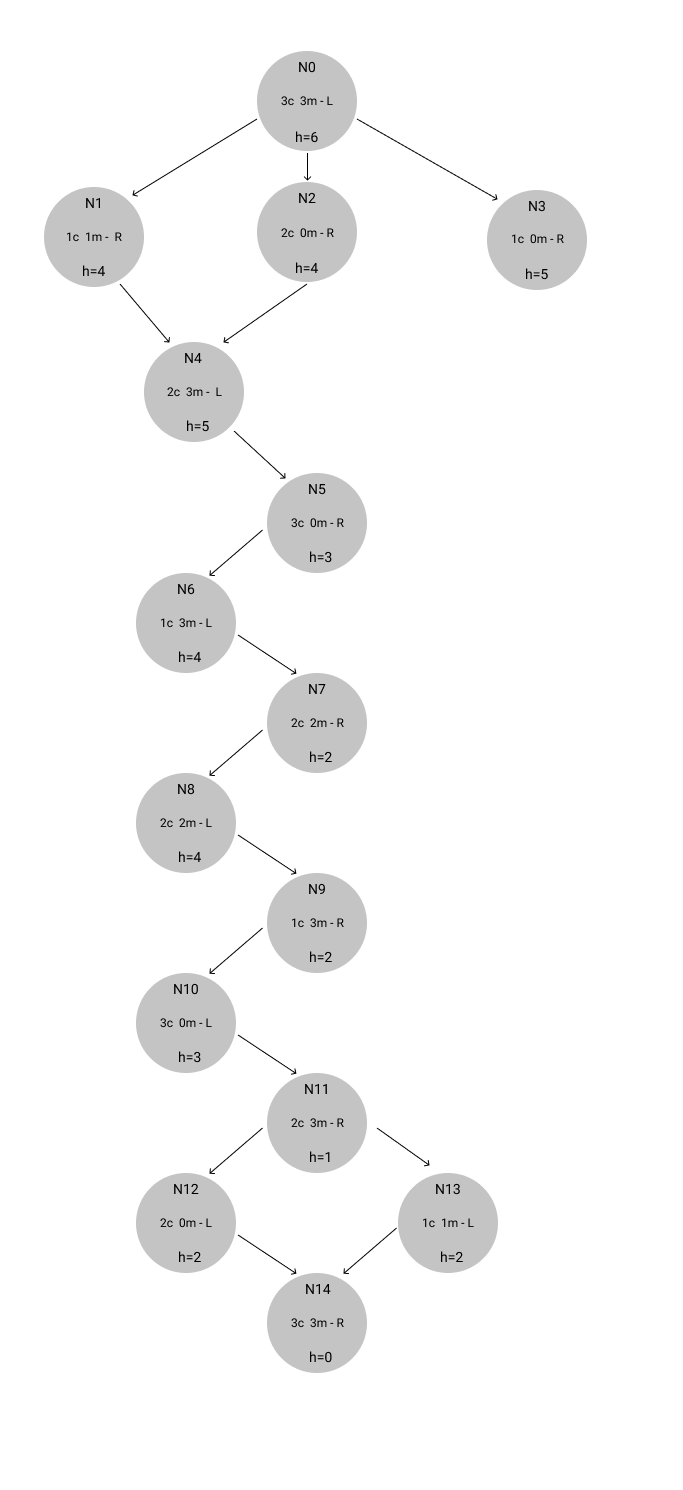 N0
3c 3m - L
h=6
N1
1c 1m - R
h=4
N2
2c 0m - R
h=4
N3
1c 0m - R
h=5
N4
2c 3m - L
h=5
N5
3c 0m - R
h=3
N6
1c 3m - L
h=4
N7
2c 2m - R
h=2
N8
2c 2m - L
h=4
N9
1c 3m - R
h=2
N10
3c 0m - L
h=3
N11
2c 3m - R
h=1
N12
2c 0m - L
h=2
N13
1c 1m - L
h=2
N14
3c 3m - R
h=0